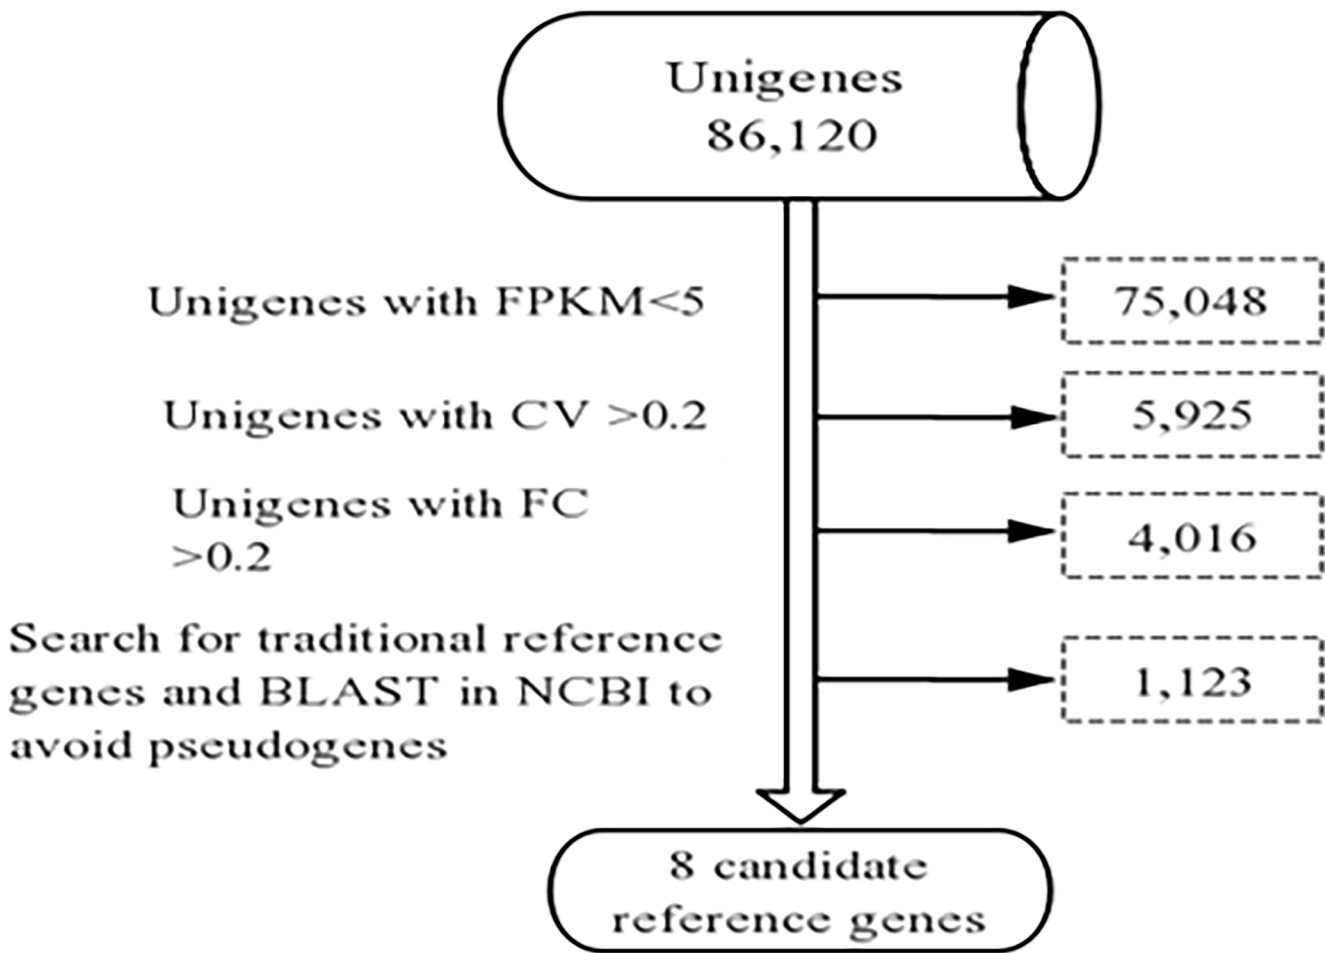 Unigenes
86,120
Unigenes with FPKM<5
75,048
Unigenes with CV >0.2
5,925
Unigenes with FC
>0.2
4,016
Search for traditional reference
genes and BLAST in NCBI to
avoid pseudogenes
1,123
8 candidate
reference genes